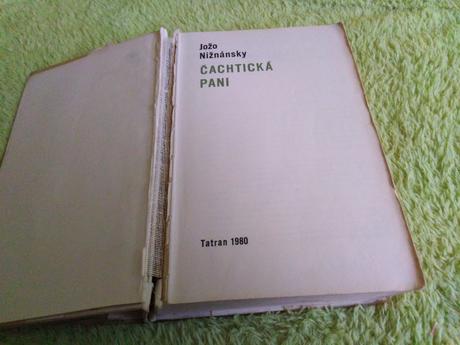 Jožo
Nižnánsky
ČACHTICKÁ
PANI
Tatran 1980